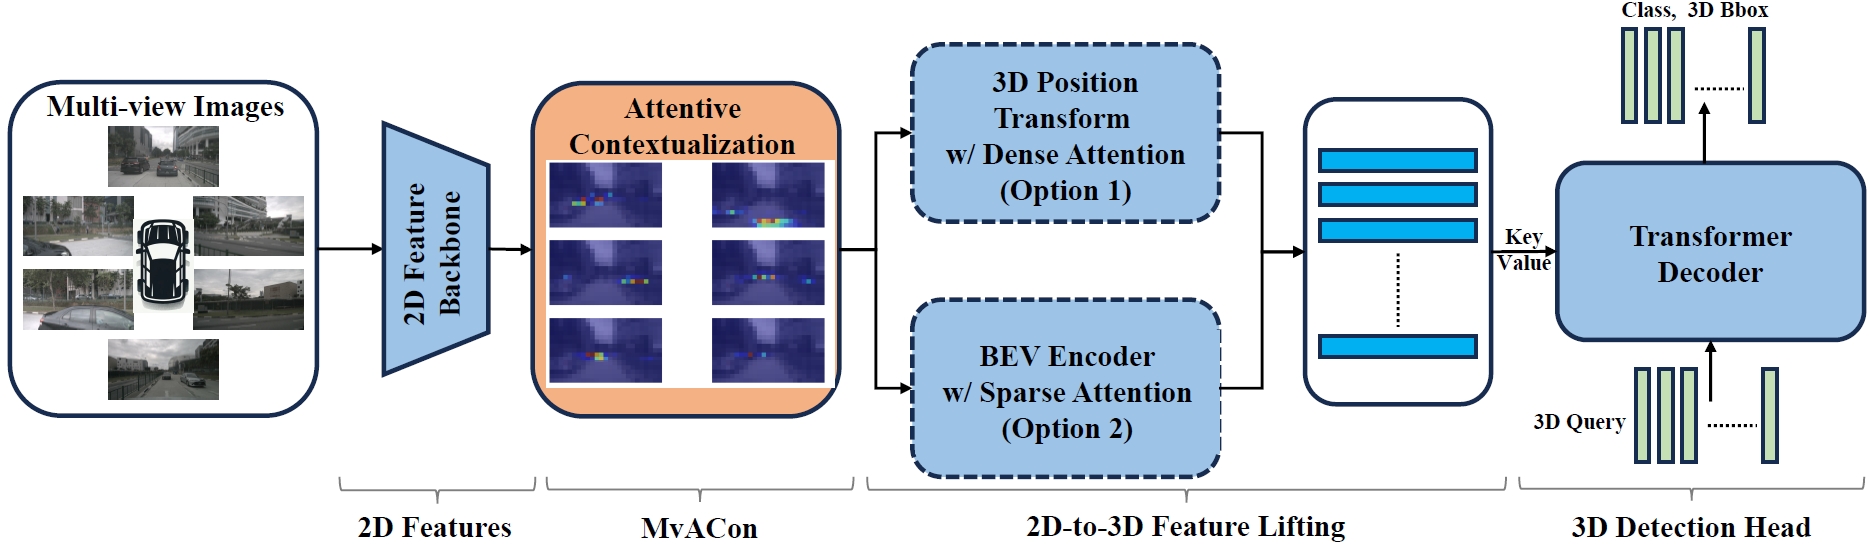 Multi-view Images
2D Feature
Backbone
Attentive
Contextualization
3D Position
Transform
w/ Dense Attention
(Option 1)
BEV Encoder
w/ Sparse Attention
(Option 2)
Key
Value
Class, 3D Bbox
Transformer
Decoder
3D Query
2D Features
MvACon
2D-to-3D Feature Lifting
3D Detection Head